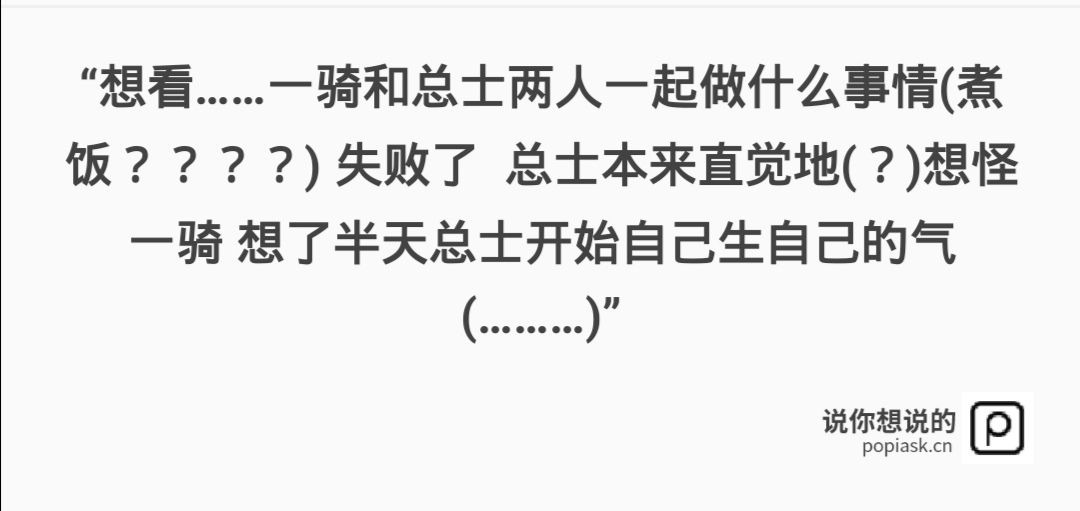 “想看……一骑和总士两人一起做什么事情(煮
饭？？？？) 失败了  总士本来直觉地(？)想怪
一骑 想了半天总士开始自己生自己的气
(………)”
说你想说的
popiask.cn